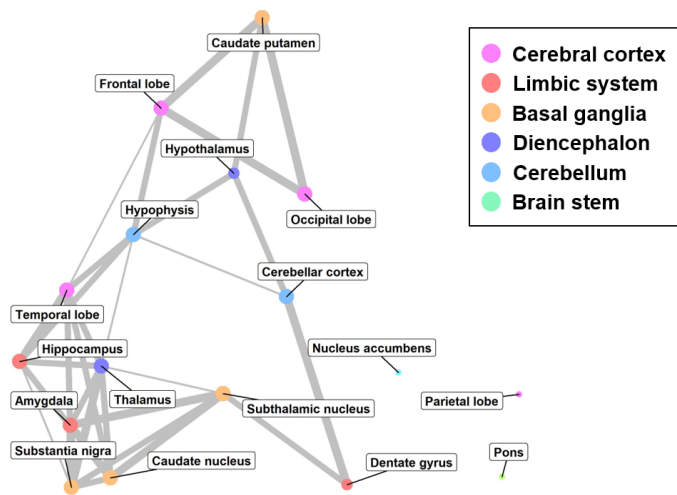 Caudate putamen
Frontal lobe
Hypothalamus
Hypophysis
Occipital lobe
Cerebellar cortex
Temporal lobe
Nucleus accumbens
Hippocampus
Thalamus
Amygdala
Subthalamic nucleus
Parietal lobe
Substantia nigra
Caudate nucleus
Dentate gyrus
Pons
Cerebral cortex
Limbic system
Basal ganglia
Diencephalon
Cerebellum
Brain stem